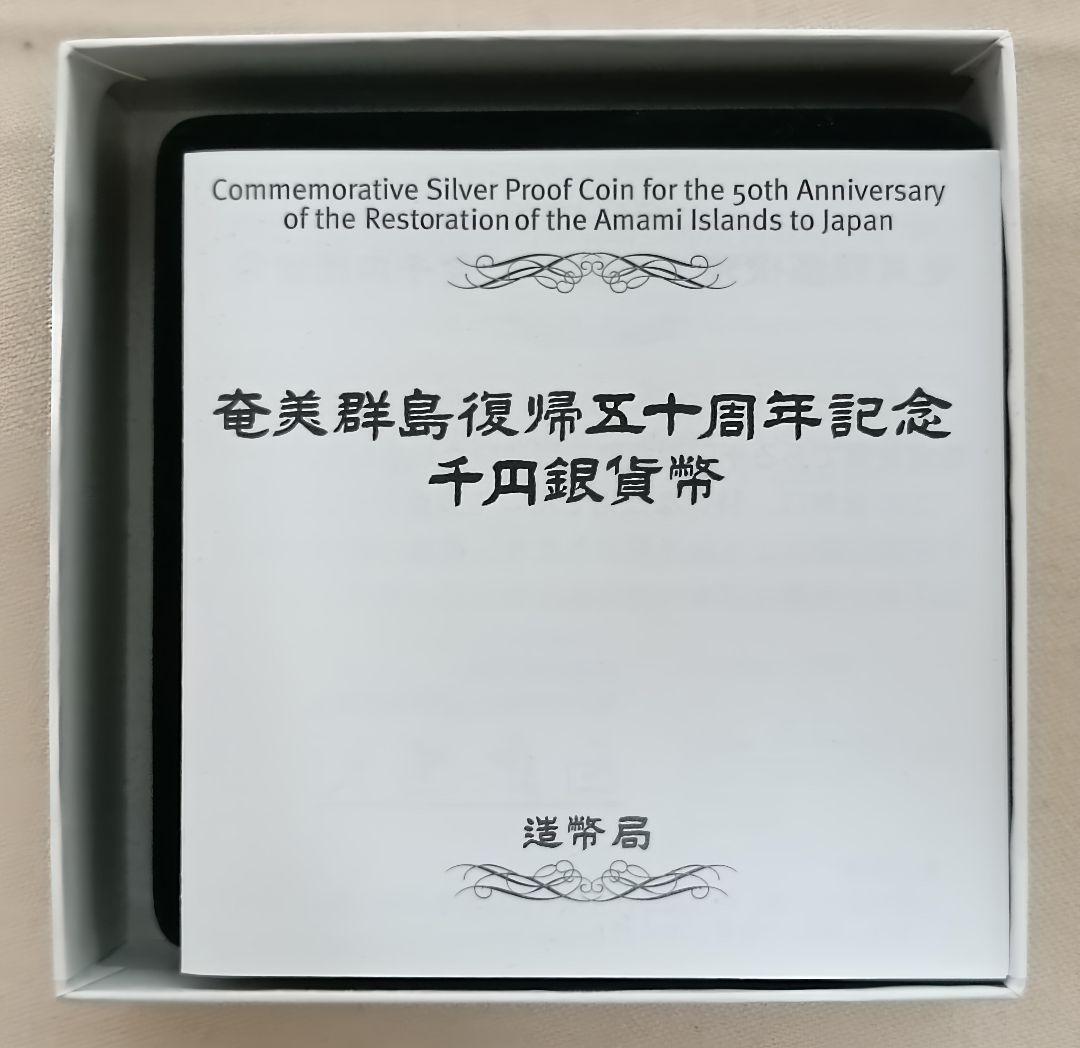 Commemorative Silver Proof Coin for the 50th Anniversary
of the Restoration of the Amami Islands to Japan
奄美群島復帰五十周年記念
千円銀貨幣
造幣局